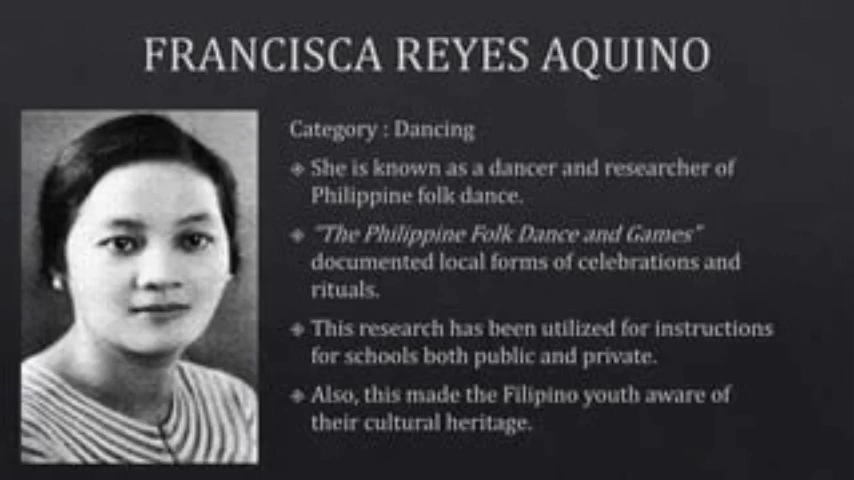 FRANCISCA REYES AQUINO
Category : Dancing
❖ She is known as a dancer and researcher of
Philippine folk dance.
❖ "The Philippine Folk Dance and Games"
documented local forms of celebrations and
rituals.
❖ This research has been utilized for instructions
for schools both public and private.
❖ Also, this made the Filipino youth aware of
their cultural heritage.